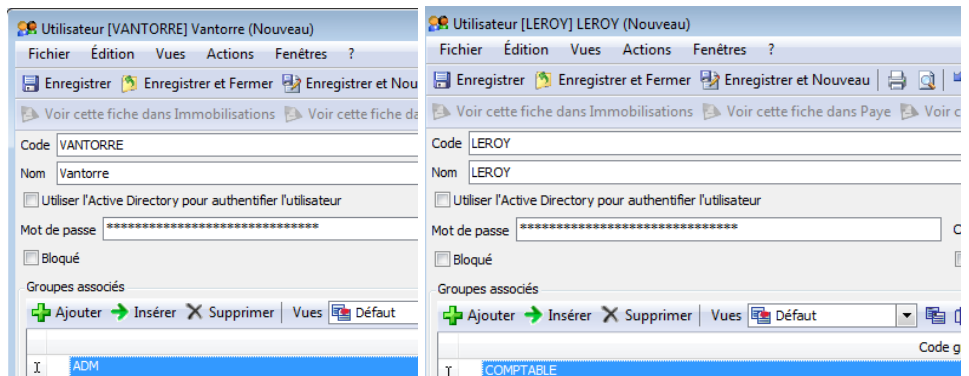 Utilisateur [VANTORRE] Vantorre (Nouveau)
Fichier Édition Vues Actions Fenêtres ?
Enregistrer Enregistrer et Fermer Enregistrer et Nou
Voir cette fiche dans Immobilisations Voir cette fiche da
Code VANTORRE
Nom Vantorre
Utiliser l'Active Directory pour authentifier l'utilisateur
Mot de passe ******************************
Bloqué
Groupes associés
Ajouter Insérer Supprimer Vues Défaut
ADM
Utilisateur [LEROY] LEROY (Nouveau)
Fichier Édition Vues Actions Fenêtres ?
Enregistrer Enregistrer et Fermer Enregistrer et Nouveau
Voir cette fiche dans Immobilisations Voir cette fiche dans Paye Voir c
Code LEROY
Nom LEROY
Utiliser l'Active Directory pour authentifier l'utilisateur
Mot de passe ****************************** C
Bloqué
Groupes associés
Ajouter Insérer Supprimer Vues Défaut
Code g
COMPTABLE